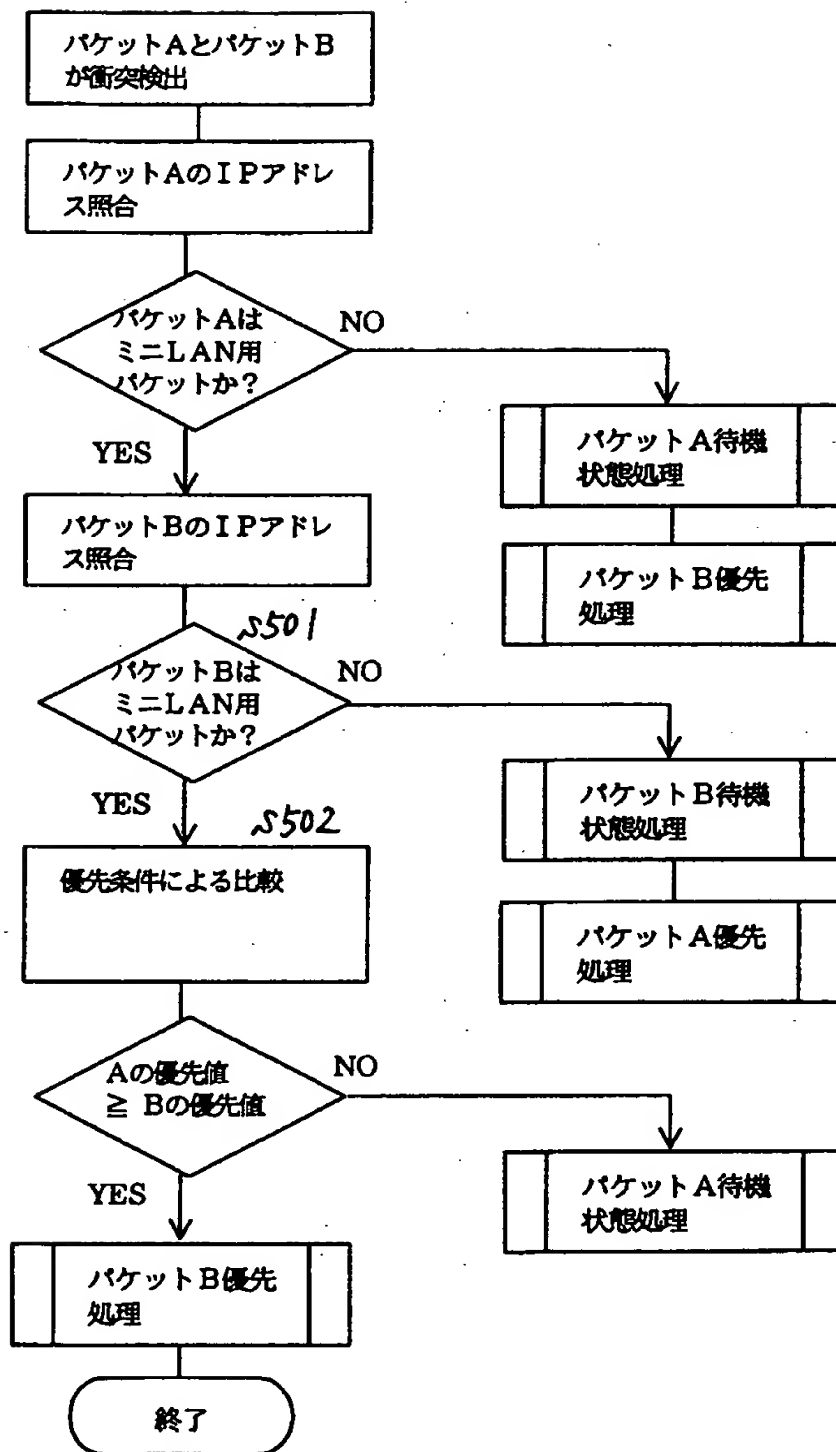 パケットAとパケットB
が衝突検出
パケットAのIPアドレ
ス照合
パケットAは
ミニLAN用
パケットか？
NO
YES
パケットA待機
状態処理
パケットBのIPアドレ
ス照合
パケットB優先
処理
s501
パケットBは
ミニLAN用
パケットか？
NO
YES
パケットB待機
状態処理
s502
優先条件による比較
パケットA優先
処理
Aの優先値
≧ Bの優先値
NO
YES
パケットA待機
状態処理
パケットB優先
処理
終了